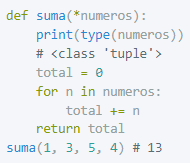 def suma(*numeros):
    print(type(numeros))
    # <class 'tuple'>
    total = 0
    for n in numeros:
        total += n
    return total
suma(1, 3, 5, 4) # 13